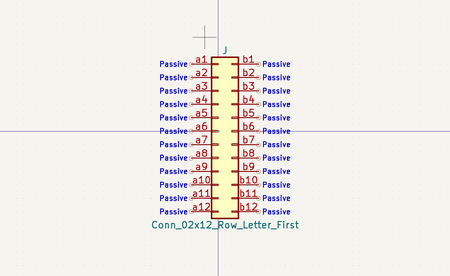 J
Passive a1 b1 Passive
Passive a2 b2 Passive
Passive a3 b3 Passive
Passive a4 b4 Passive
Passive a5 b5 Passive
Passive a6 b6 Passive
Passive a7 b7 Passive
Passive a8 b8 Passive
Passive a9 b9 Passive
Passive a10 b10 Passive
Passive a11 b11 Passive
Passive a12 b12 Passive
Conn_02x12_Row_Letter_First